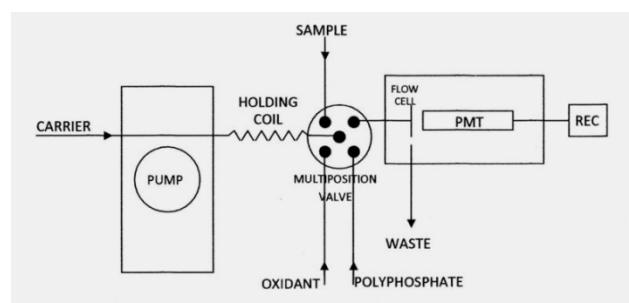 SAMPLE
FLOW
CELL
HOLDING
COIL
CARRIER
PMT
REC
PUMP
MULTIPOSITION
VALVE
WASTE
OXIDANT
POLYPHOSPHATE